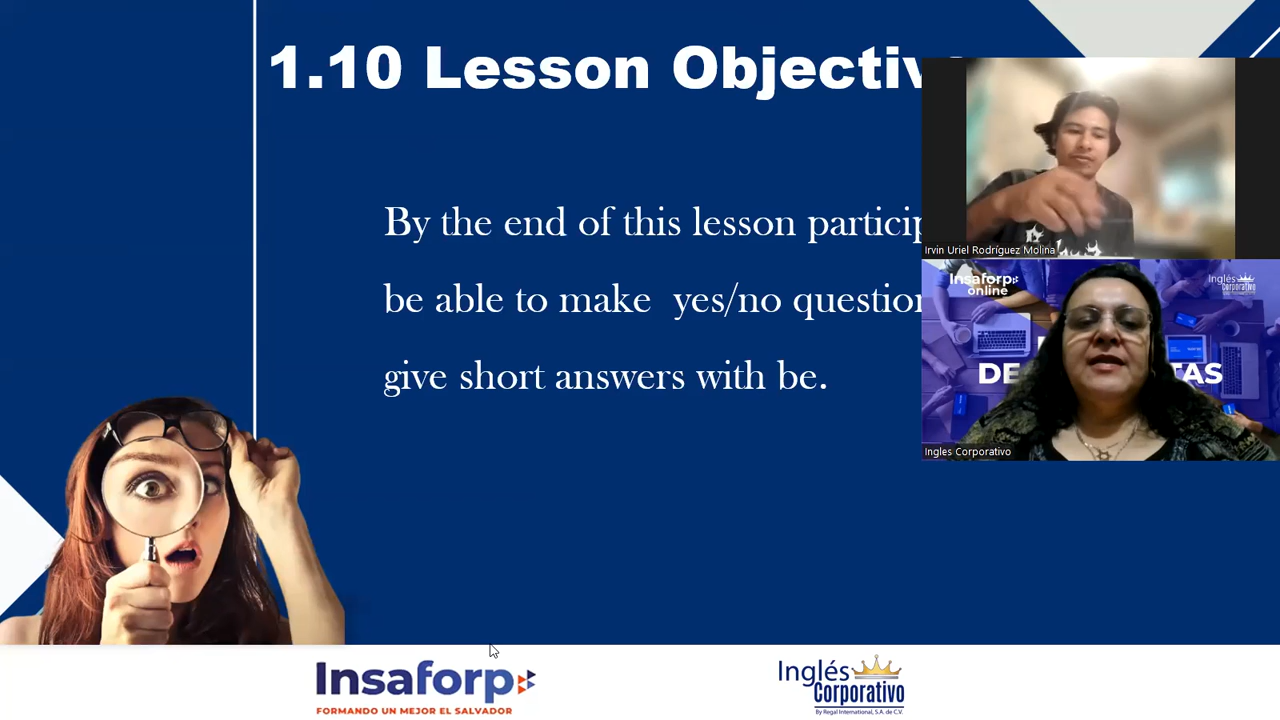 1.10 Lesson Objectiv
By the end of this lesson particip
be able to make yes/no question
give short answers with be.
Irvin Uriel Rodríguez Molina
Insaforp
online
Inglés
Corporativo
DE
TAS
Ingles Corporativo
Insaforp
FORMANDO UN MEJOR EL SALVADOR
Inglés
Corporativo
By Regal International, S.A. de C.V.